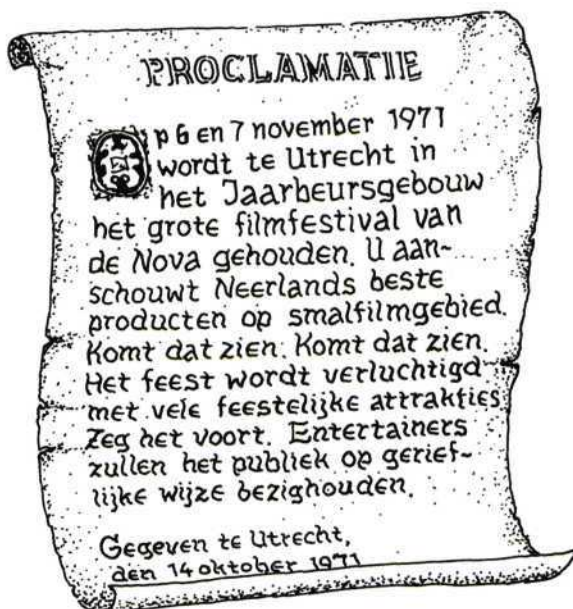 PROCLAMATIE
Op 6 en 7 november 1971
wordt te Utrecht in
het Jaarbeursgebouw
het grote filmfestival van
de Nova gehouden. U aan-
schouwt Neerlands beste
producten op smalfilmgebied.
Komt dat zien. Komt dat zien.
Het feest wordt verluchtigd
met vele feestelijke attrakties
Zeg het voort. Entertainers
zullen het publiek op gerief-
lijke wijze bezighouden.
Gegeven te Utrecht,
den 14 oktober 1971